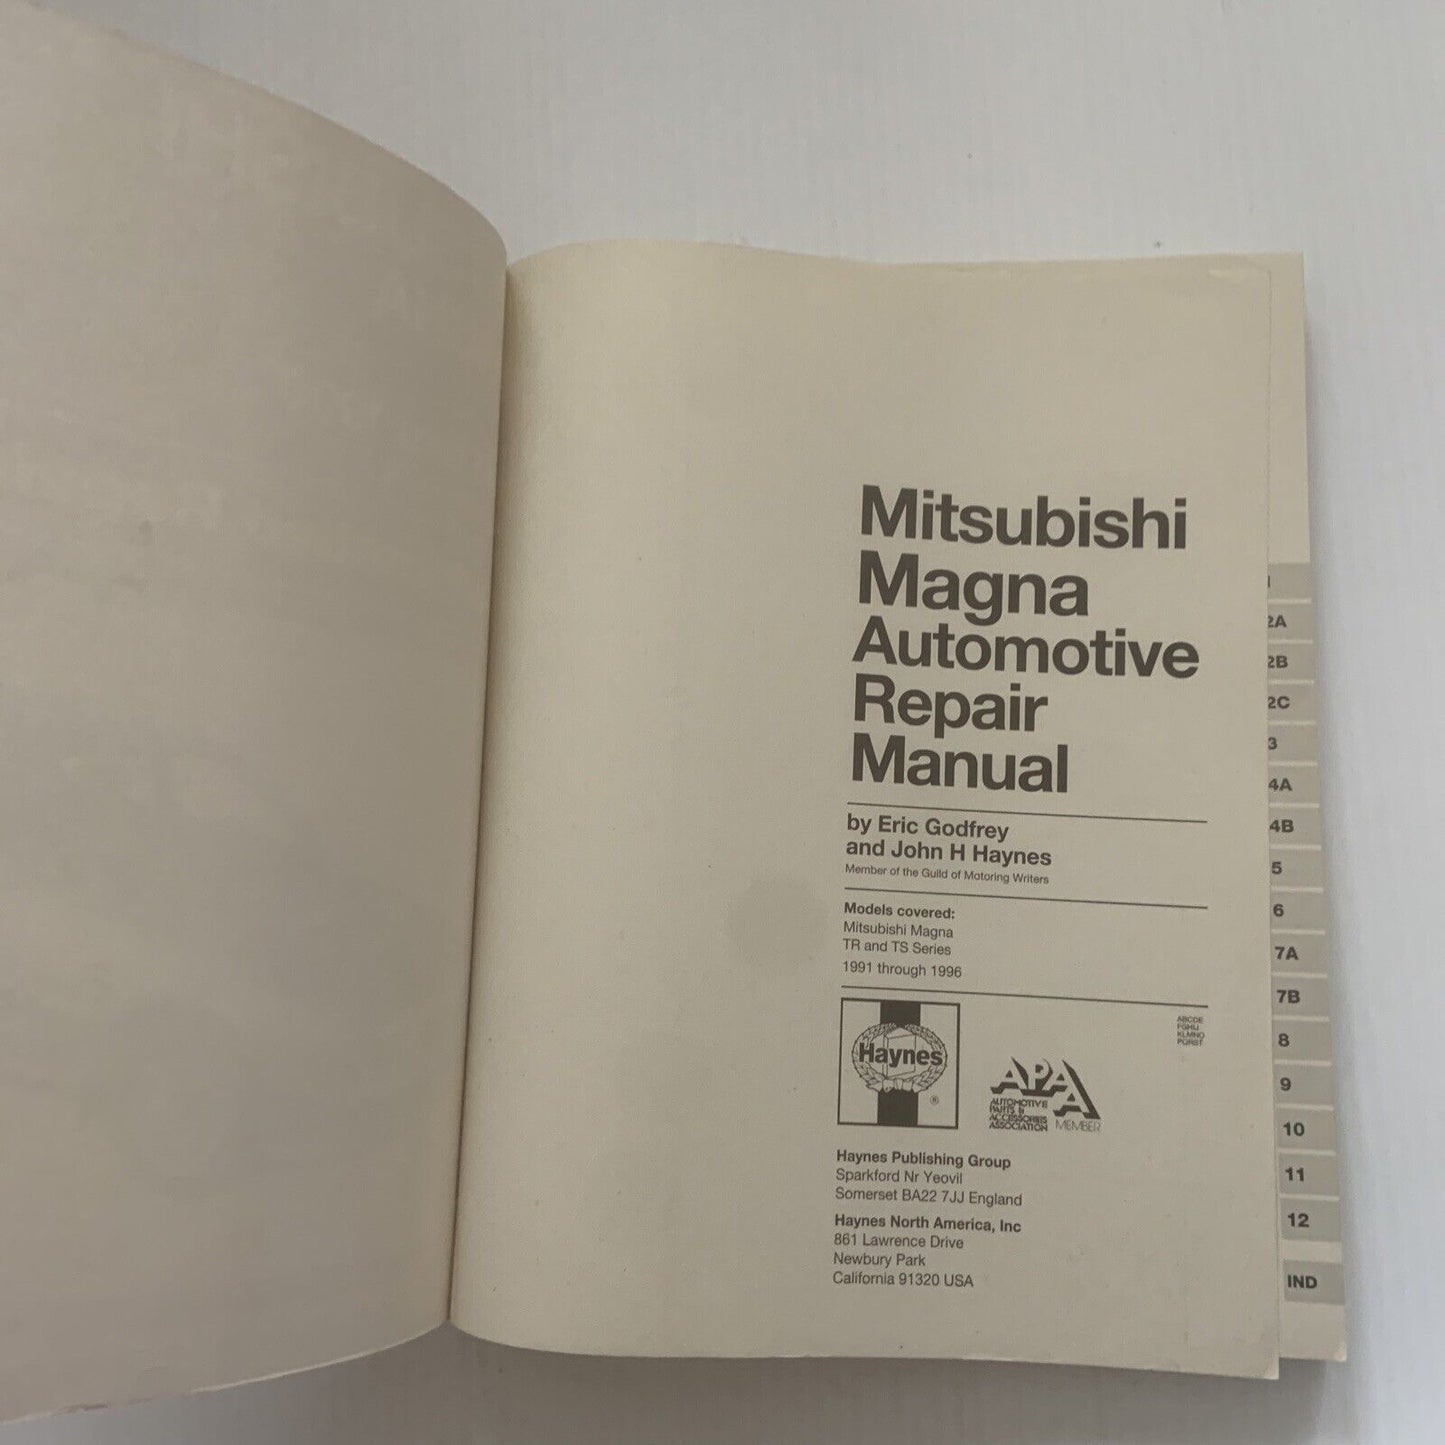 Mitsubishi
Magna
Automotive
Repair
Manual
by Eric Godfrey
and John H Haynes
Member of the Guild of Motoring Writers
Models covered:
Mitsubishi Magna
TR and TS Series
1991 through 1996
Haynes
®
APAA
AUTOMOTIVE
PARTS &
ACCESSORIES
ASSOCIATION MEMBER
ABCDE
FGHIJ
KLMNO
PQRST
Haynes Publishing Group
Sparkford Nr Yeovil
Somerset BA22 7JJ England
Haynes North America, Inc
861 Lawrence Drive
Newbury Park
California 91320 USA
1
2A
2B
2C
3
4A
4B
5
6
7A
7B
8
9
10
11
12
IND